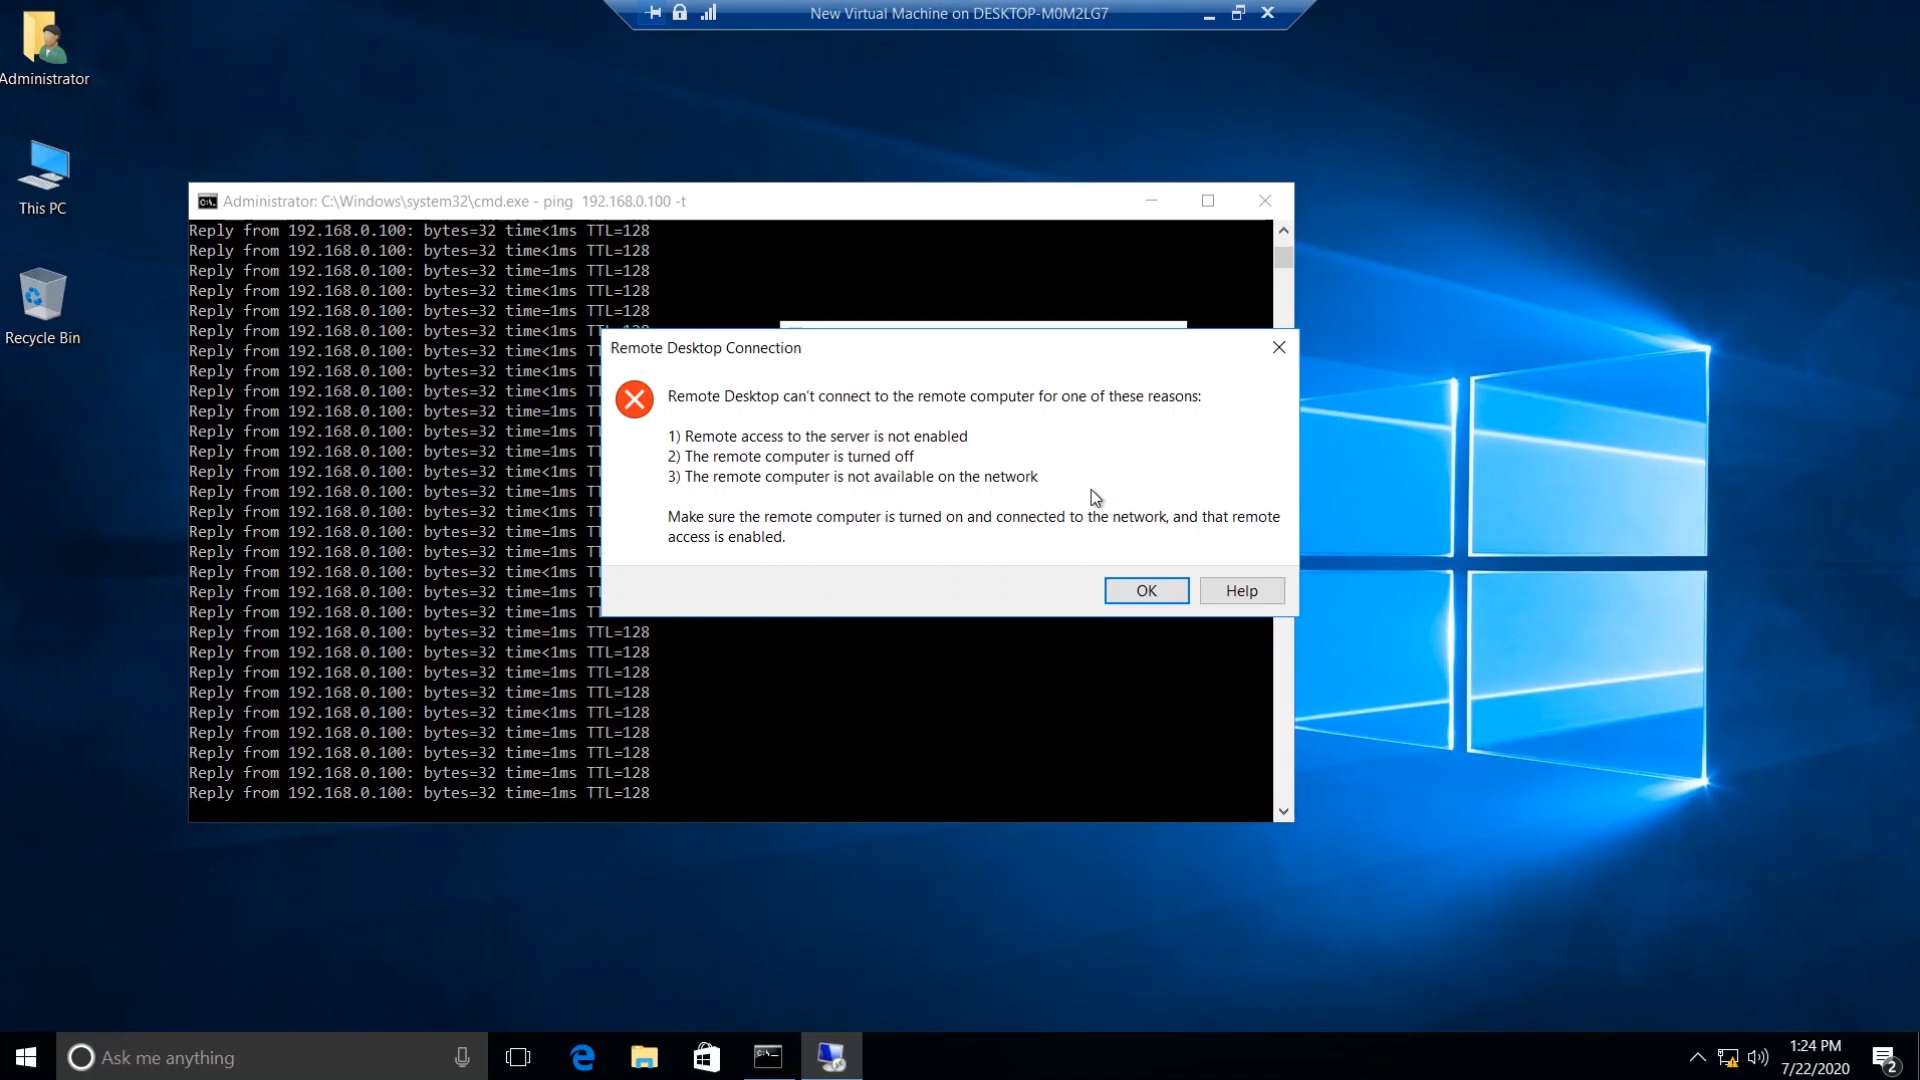 New Virtual Machine on DESKTOP-M0M2LG7
Administrator
This PC
Recycle Bin
Administrator: C:\Windows\system32\cmd.exe - ping 192.168.0.100 -t
Reply from 192.168.0.100: bytes=32 time<1ms TTL=128
Reply from 192.168.0.100: bytes=32 time<1ms TTL=128
Reply from 192.168.0.100: bytes=32 time=1ms TTL=128
Reply from 192.168.0.100: bytes=32 time<1ms TTL=128
Reply from 192.168.0.100: bytes=32 time=1ms TTL=128
Reply from 192.168.0.100: bytes=32 time<1ms TTL=128
Reply from 192.168.0.100: bytes=32 time=1ms
Reply from 192.168.0.100: bytes=32 time<1ms
Reply from 192.168.0.100: bytes=32 time=1ms
Reply from 192.168.0.100: bytes=32 time=1ms
Reply from 192.168.0.100: bytes=32 time=1ms
Reply from 192.168.0.100: bytes=32 time<1ms
Reply from 192.168.0.100: bytes=32 time=1ms
Reply from 192.168.0.100: bytes=32 time<1ms
Reply from 192.168.0.100: bytes=32 time=1ms
Reply from 192.168.0.100: bytes=32 time=1ms
Reply from 192.168.0.100: bytes=32 time=1ms
Reply from 192.168.0.100: bytes=32 time<1ms
Reply from 192.168.0.100: bytes=32 time=1ms
Reply from 192.168.0.100: bytes=32 time=1ms
Reply from 192.168.0.100: bytes=32 time=1ms TTL=128
Reply from 192.168.0.100: bytes=32 time<1ms TTL=128
Reply from 192.168.0.100: bytes=32 time=1ms TTL=128
Reply from 192.168.0.100: bytes=32 time=1ms TTL=128
Reply from 192.168.0.100: bytes=32 time<1ms TTL=128
Reply from 192.168.0.100: bytes=32 time=1ms TTL=128
Reply from 192.168.0.100: bytes=32 time=1ms TTL=128
Reply from 192.168.0.100: bytes=32 time=1ms TTL=128
Reply from 192.168.0.100: bytes=32 time=1ms TTL=128
Remote Desktop Connection
Remote Desktop can't connect to the remote computer for one of these reasons:
1) Remote access to the server is not enabled
2) The remote computer is turned off
3) The remote computer is not available on the network
Make sure the remote computer is turned on and connected to the network, and that remote
access is enabled.
OK
Help
Ask me anything
1:24 PM
7/22/2020
2